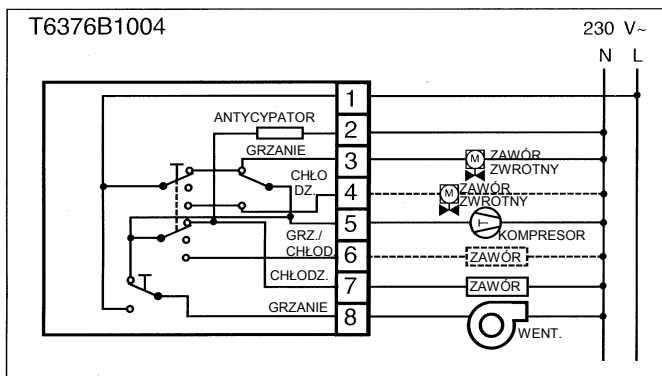 T6376B1004
230 V~
N L
1
ANTYCYPATOR
2
GRZANIE
3
M
ZAWÓR
ZWROTNY
CHŁO
DZ.
4
M
ZAWÓR
ZWROTNY
5
T
KOMPRESOR
GRZ./
CHŁOD.
6
ZAWÓR
CHŁODZ.
7
ZAWÓR
GRZANIE
8
WENT.